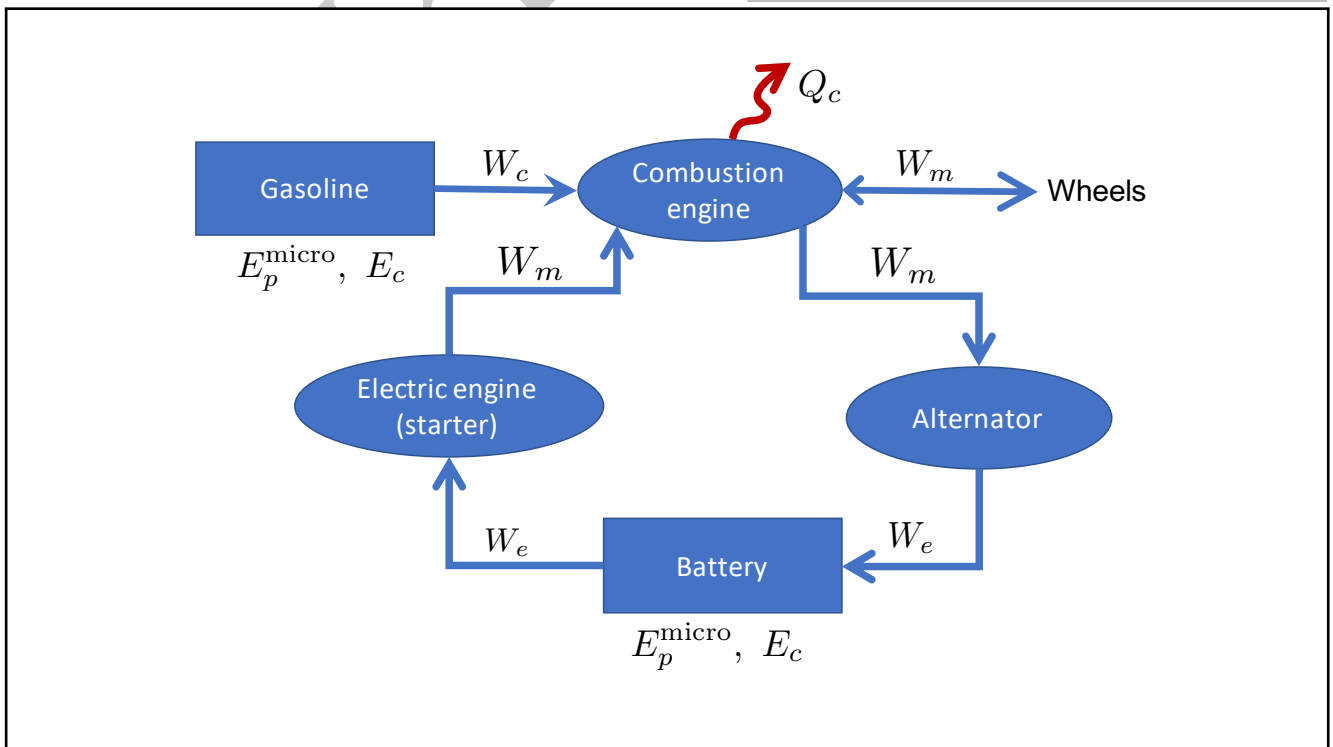 Q_c
Gasoline
W_c
Combustion
engine
W_m
Wheels
E_p^micro, E_c
W_m
W_m
Electric engine
(starter)
Alternator
W_e
Battery
W_e
E_p^micro, E_c